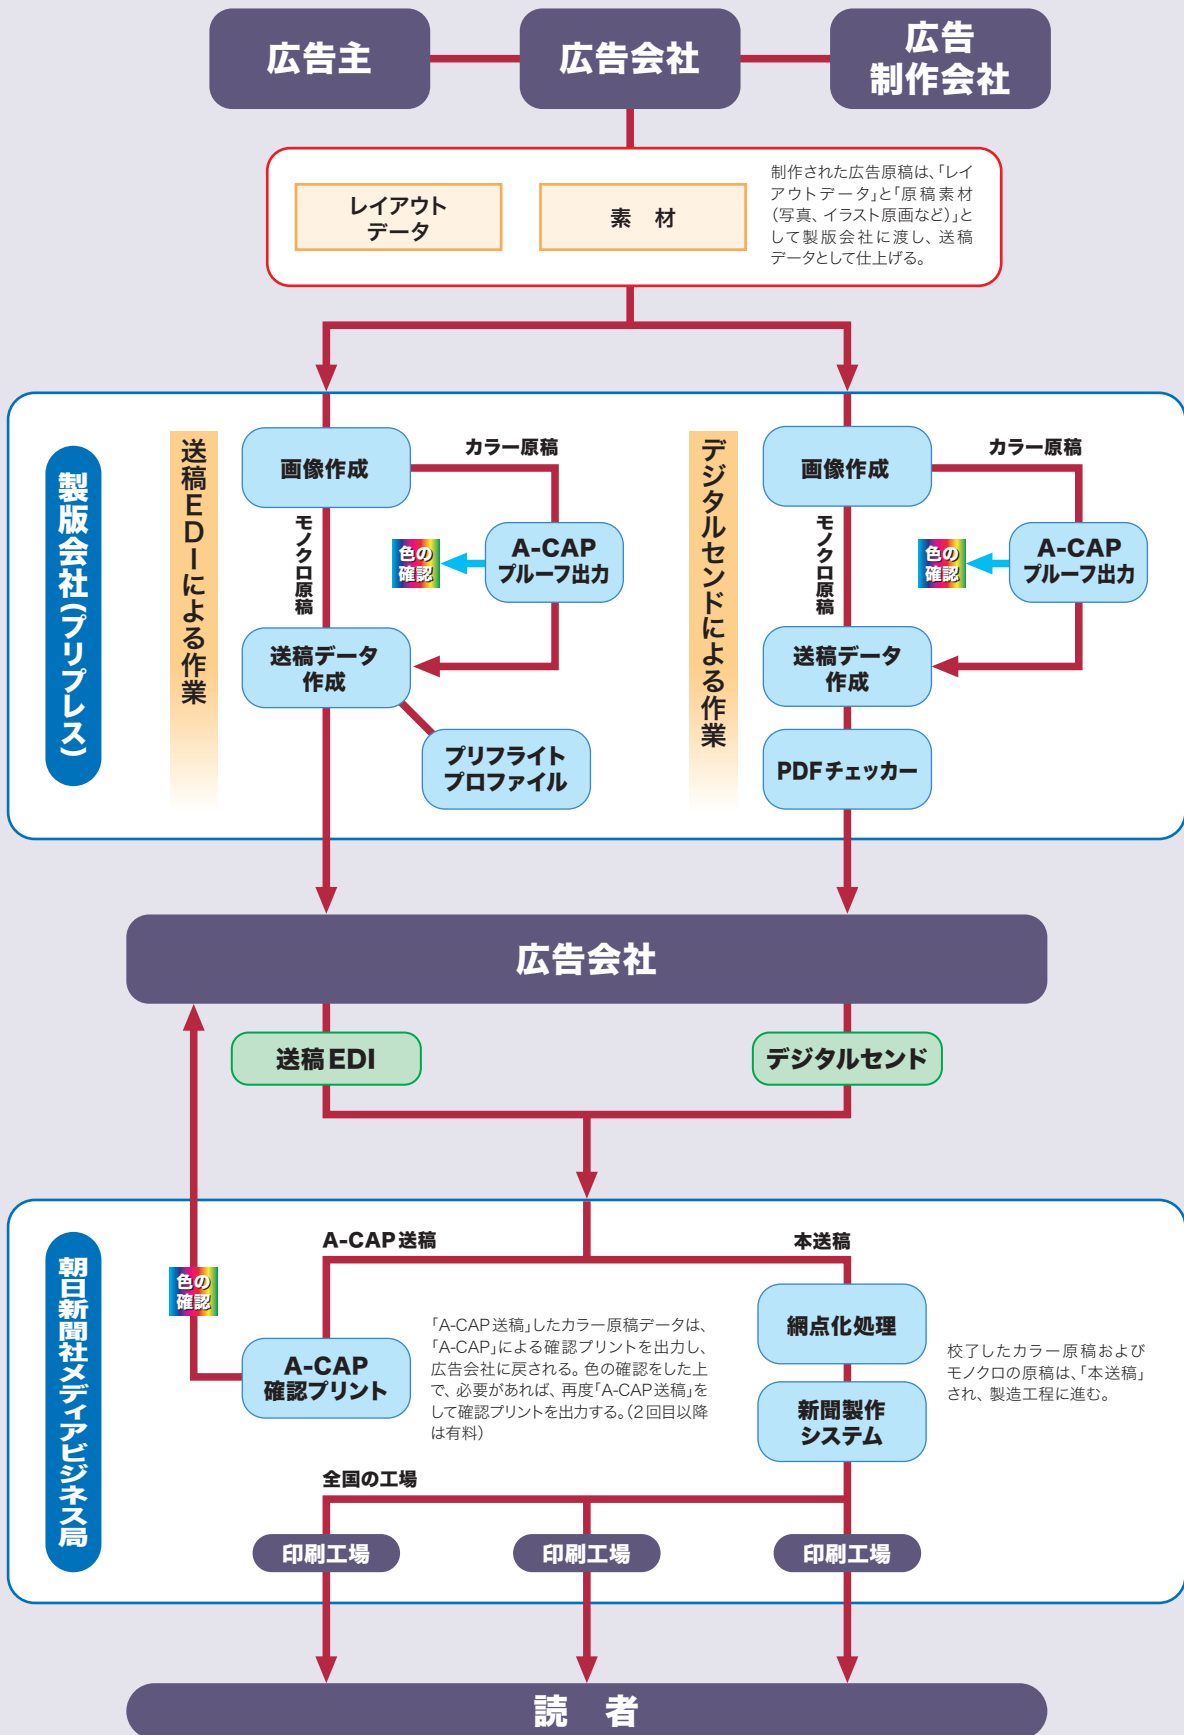 広告主
広告会社
広告
制作会社
レイアウト
データ
素　材
制作された広告原稿は、「レイ
アウトデータ」と「原稿素材
（写真、イラスト原画など）」と
して製版会社に渡し、送稿
データとして仕上げる。
製版会社（プリプレス）
送稿EDIによる作業
画像作成
カラー原稿
モノクロ原稿
色の
確認
A-CAP
プルーフ出力
送稿データ
作成
プリフライト
プロファイル
デジタルセンドによる作業
画像作成
カラー原稿
モノクロ原稿
色の
確認
A-CAP
プルーフ出力
送稿データ
作成
PDFチェッカー
広告会社
送稿EDI
デジタルセンド
朝日新聞社メディアビジネス局
A-CAP送稿
本送稿
色の
確認
A-CAP
確認プリント
「A-CAP送稿」したカラー原稿データは、
「A-CAP」による確認プリントを出力し、
広告会社に戻される。色の確認をした上
で、必要があれば、再度「A-CAP送稿」を
して確認プリントを出力する。（2回目以降
は有料）
網点化処理
新聞製作
システム
校了したカラー原稿および
モノクロの原稿は、「本送稿」
され、製造工程に進む。
全国の工場
印刷工場
印刷工場
印刷工場
読　者